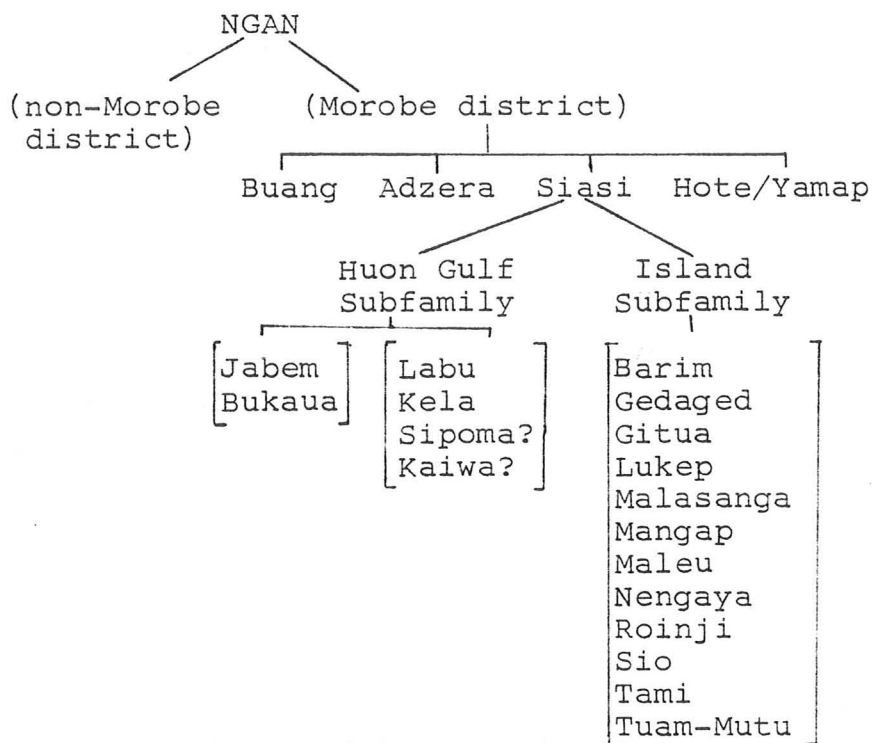 NGAN
(non-Morobe district)
(Morobe district)
Buang Adzera Siasi Hote/Yamap
Huon Gulf Subfamily
Island Subfamily
Jabem
Bukaua
Labu
Kela
Sipoma?
Kaiwa?
Barim
Gedaged
Gitua
Lukep
Malasanga
Mangap
Maleu
Nengaya
Roinji
Sio
Tami
Tuam-Mutu